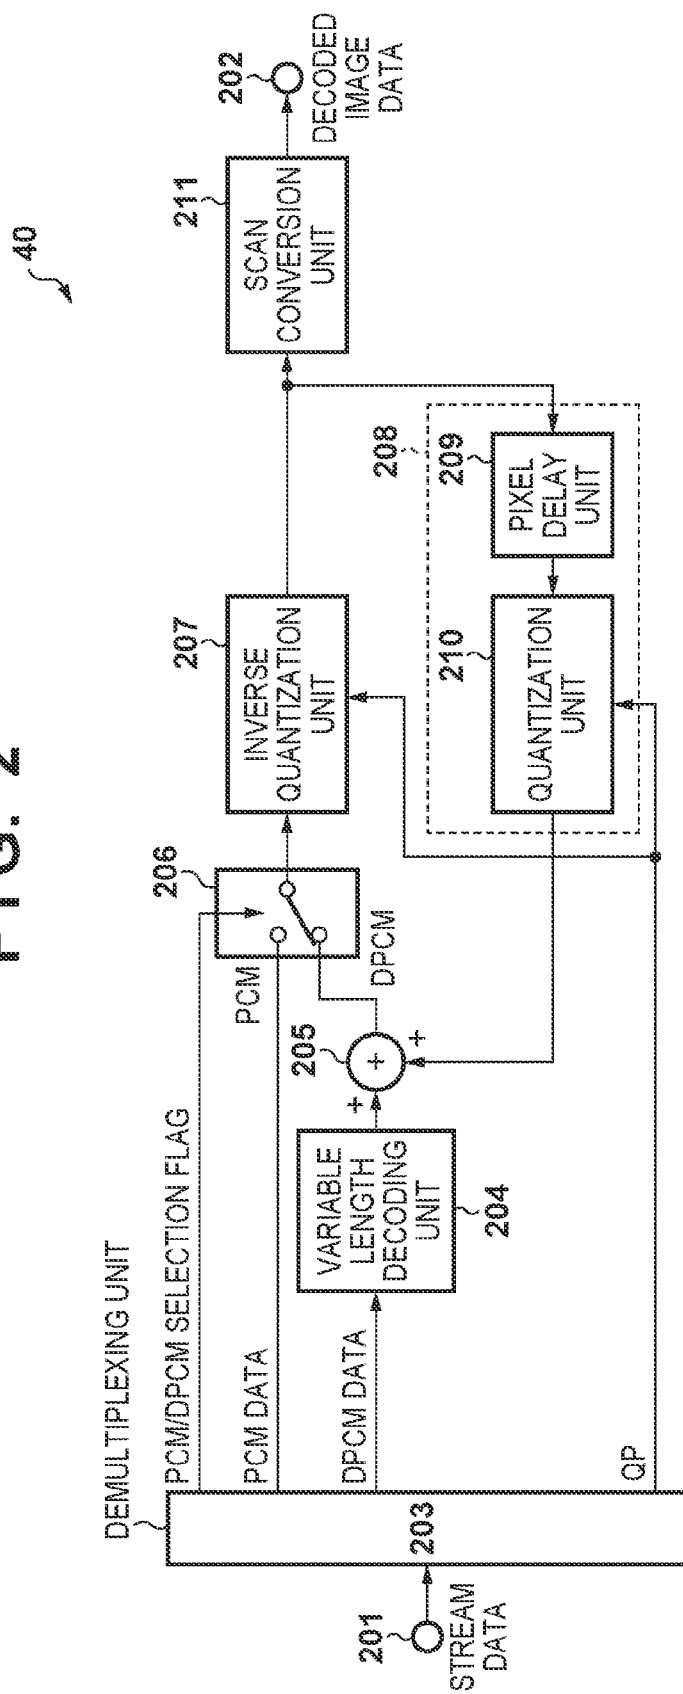 FIG. 2
40
DEMULTIPLEXING UNIT
PCM/DPCM SELECTION FLAG
PCM DATA
DPCM DATA
QP
201
STREAM
DATA
203
VARIABLE
LENGTH
DECODING
UNIT
204
205
+
+
+
PCM
DPCM
206
207
INVERSE
QUANTIZATION
UNIT
208
209
PIXEL
DELAY
UNIT
210
QUANTIZATION
UNIT
211
SCAN
CONVERSION
UNIT
202
DECODED
IMAGE
DATA